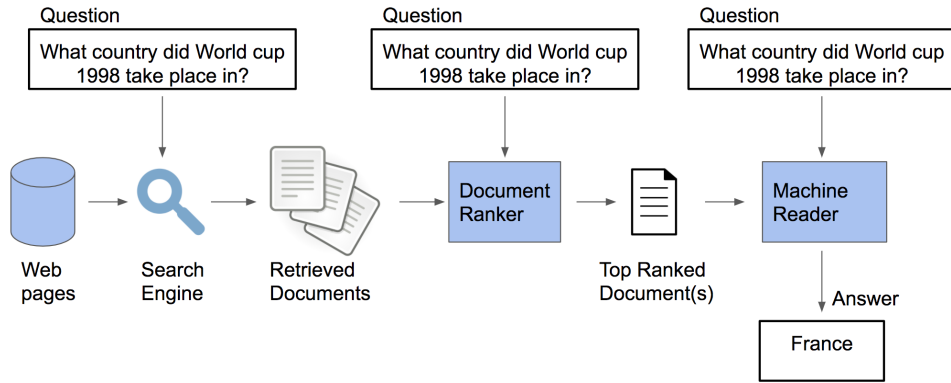 Question
What country did World cup
1998 take place in?
Question
What country did World cup
1998 take place in?
Question
What country did World cup
1998 take place in?
Document
Ranker
Machine
Reader
Web
pages
Search
Engine
Retrieved
Documents
Top Ranked
Document(s)
Answer
France